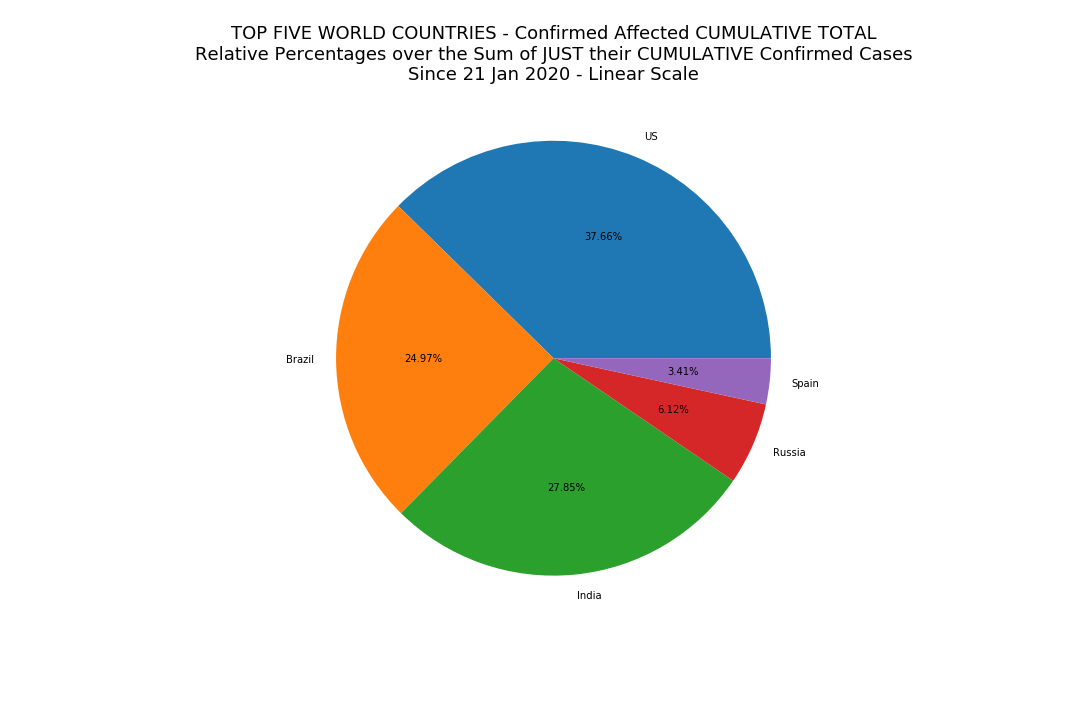 TOP FIVE WORLD COUNTRIES - Confirmed Affected CUMULATIVE TOTAL
Relative Percentages over the Sum of JUST their CUMULATIVE Confirmed Cases
Since 21 Jan 2020 - Linear Scale
US
37.66%
Brazil
24.97%
3.41%
Spain
6.12%
Russia
27.85%
India